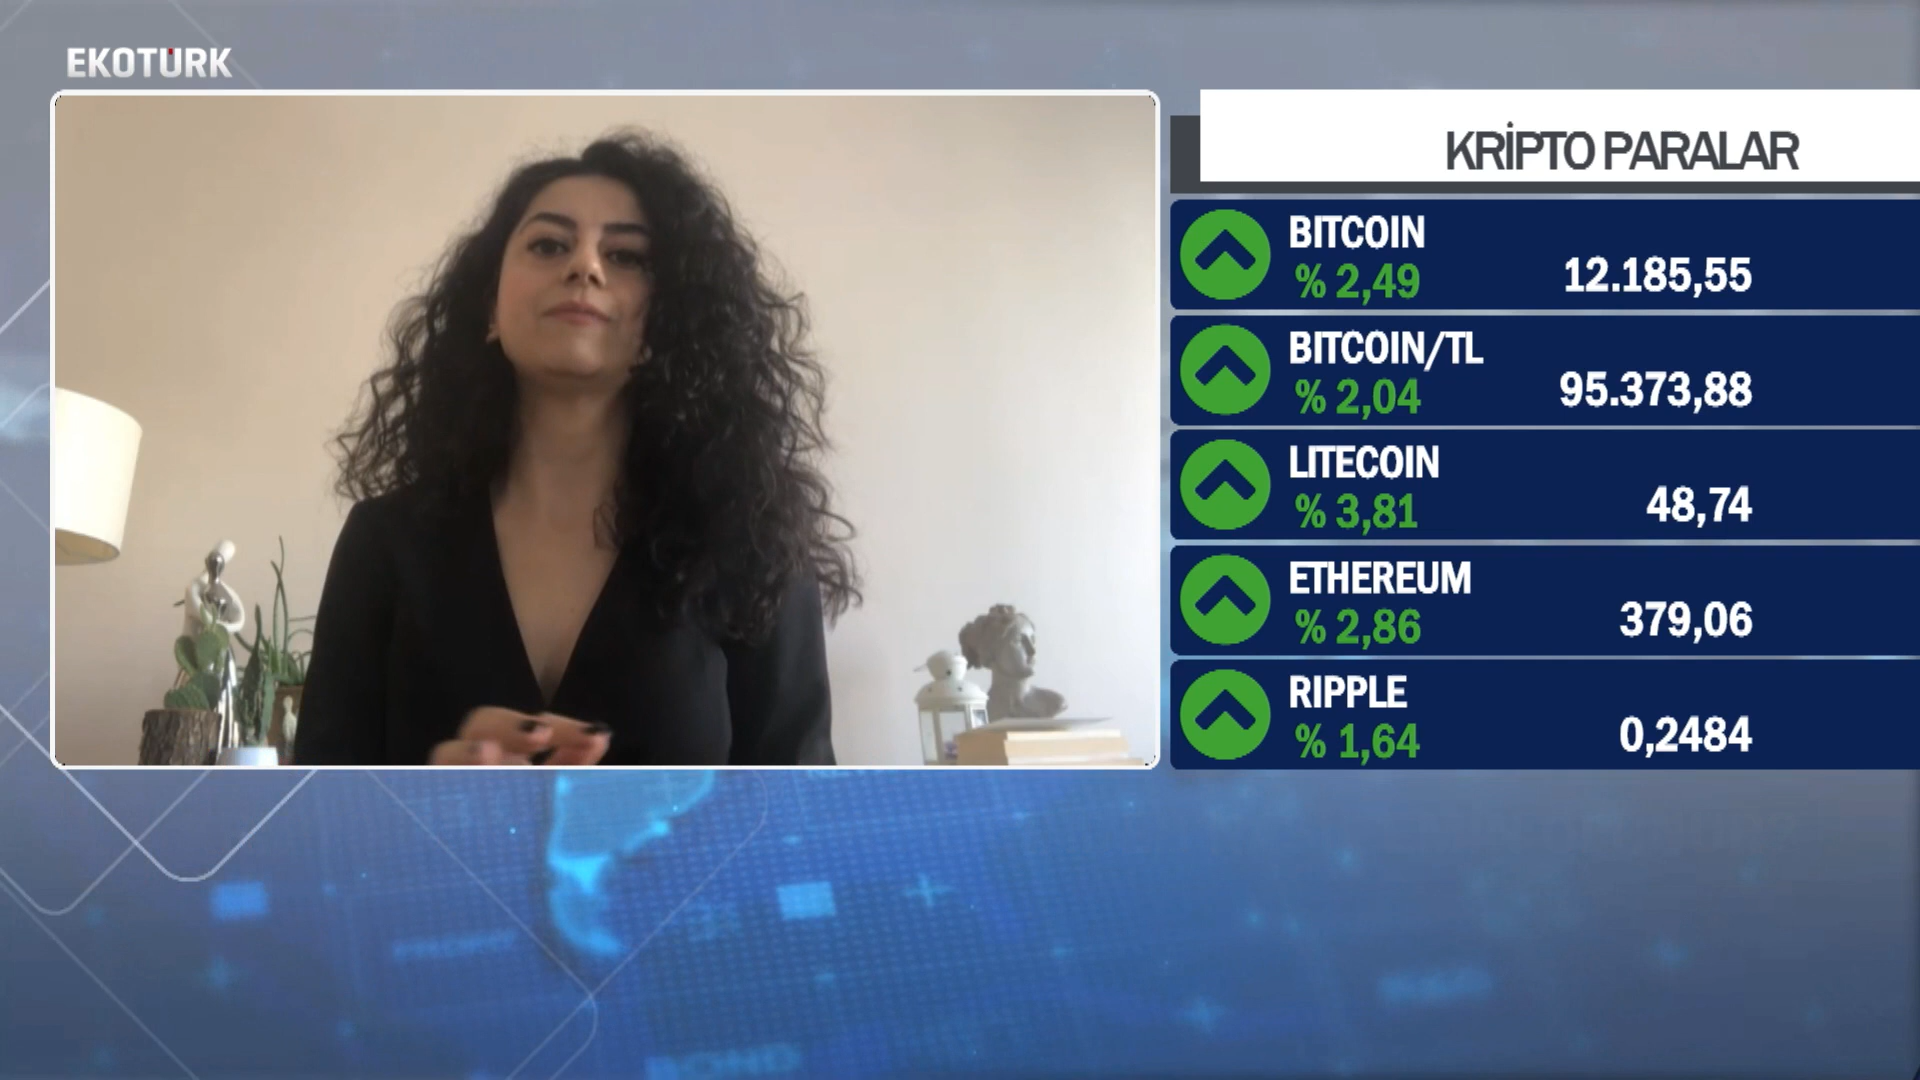 EKOTÜRK
KRİPTO PARALAR
BITCOIN
% 2,49
12.185,55
BITCOIN/TL
% 2,04
95.373,88
LITECOIN
% 3,81
48,74
ETHEREUM
% 2,86
379,06
RIPPLE
% 1,64
0,2484